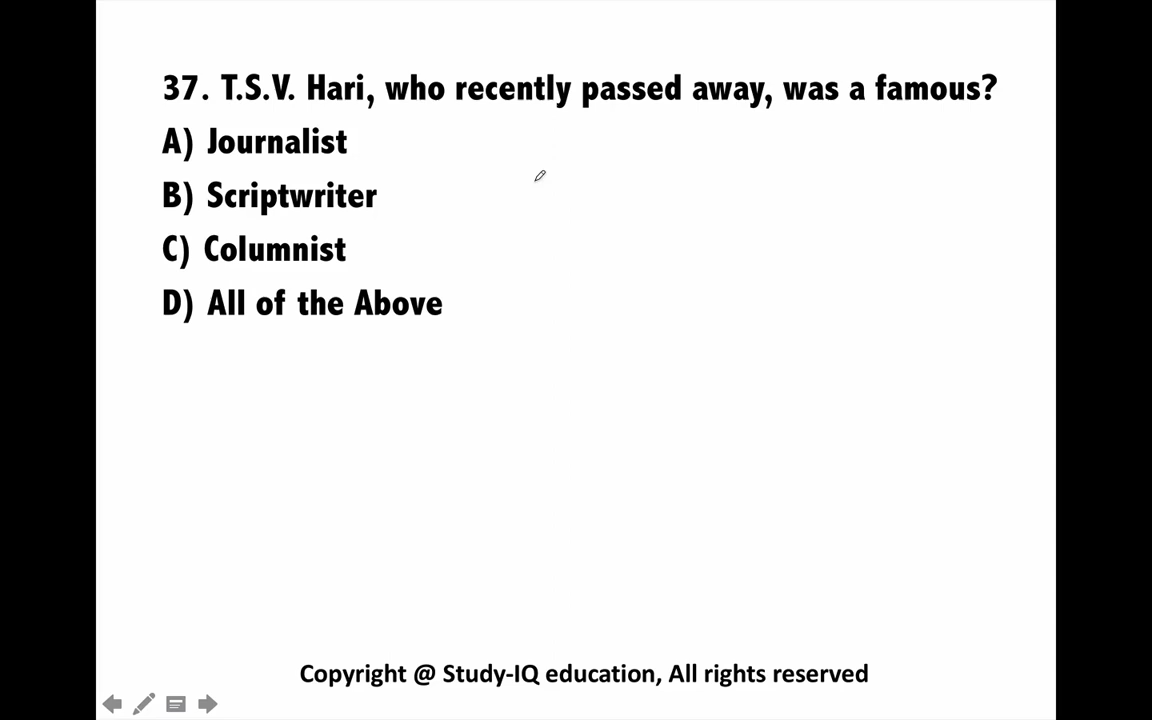 37. T.S.V. Hari, who recently passed away, was a famous?
A) Journalist
B) Scriptwriter
C) Columnist
D) All of the Above
Copyright @ Study-IQ education, All rights reserved